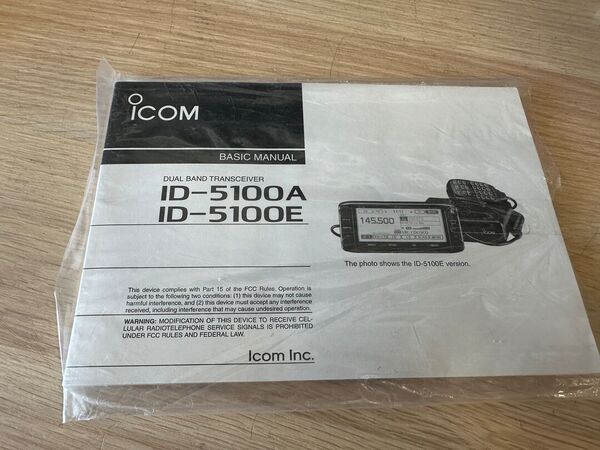 ICOM
BASIC MANUAL
DUAL BAND TRANSCEIVER
ID-5100A
ID-5100E
145.500
ICOM
The photo shows the ID-5100E version.
This device complies with Part 15 of the FCC Rules. Operation is
subject to the following two conditions: (1) this device may not cause
harmful interference, and (2) this device must accept any interference
received, including interference that may cause undesired operation.
WARNING: MODIFICATION OF THIS DEVICE TO RECEIVE CEL-
LULAR RADIOTELEPHONE SERVICE SIGNALS IS PROHIBITED
UNDER FCC RULES AND FEDERAL LAW.
Icom Inc.